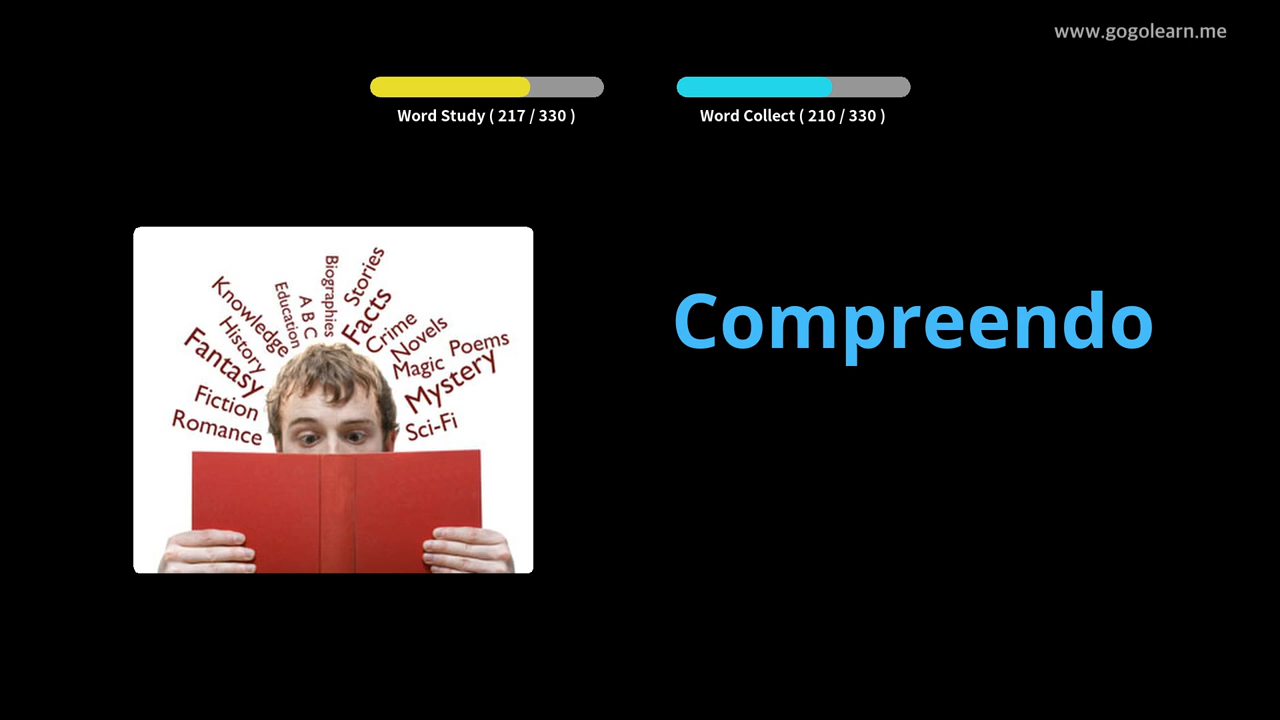 www.gogolearn.me
Word Study ( 217 / 330 )
Word Collect ( 210 / 330 )
Compreendo
Stories
Biographies
A B C
Education
Knowledge
Facts
Crime
Novels
History
Poems
Fantasy
Magic
Mystery
Fiction
Romance
Sci-Fi